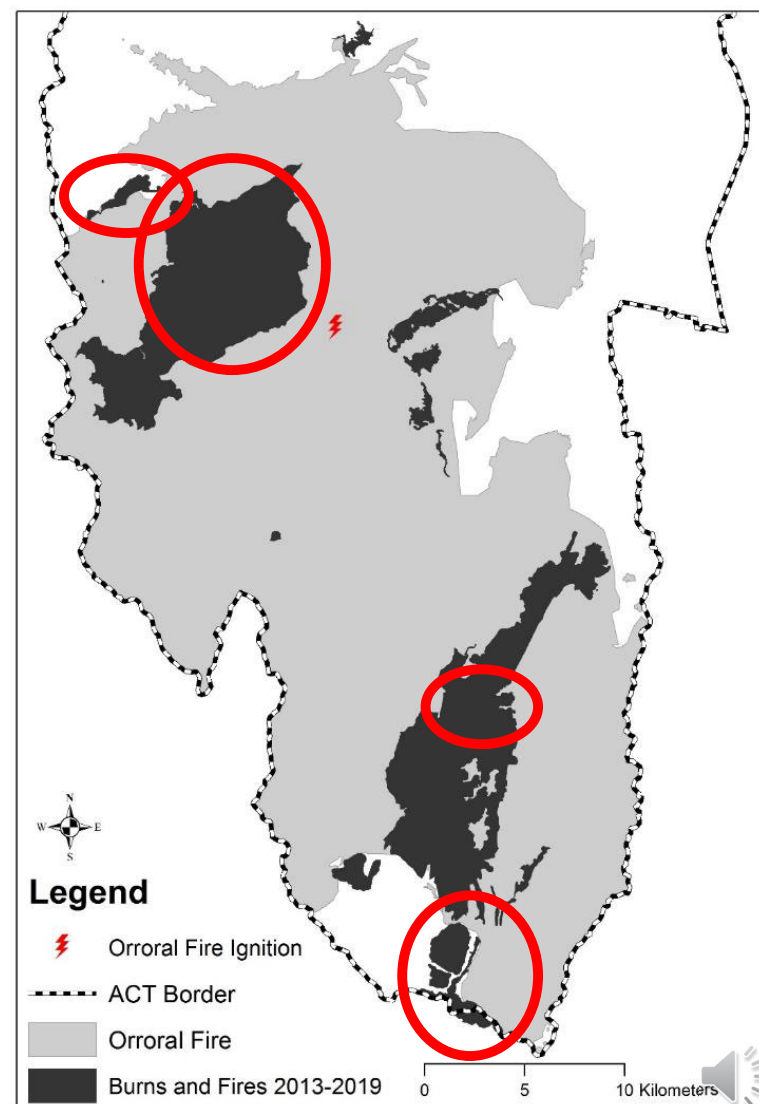 N
W E
S
Legend
Orroral Fire Ignition
ACT Border
Orroral Fire
Burns and Fires 2013-2019
0 5 10 Kilometers